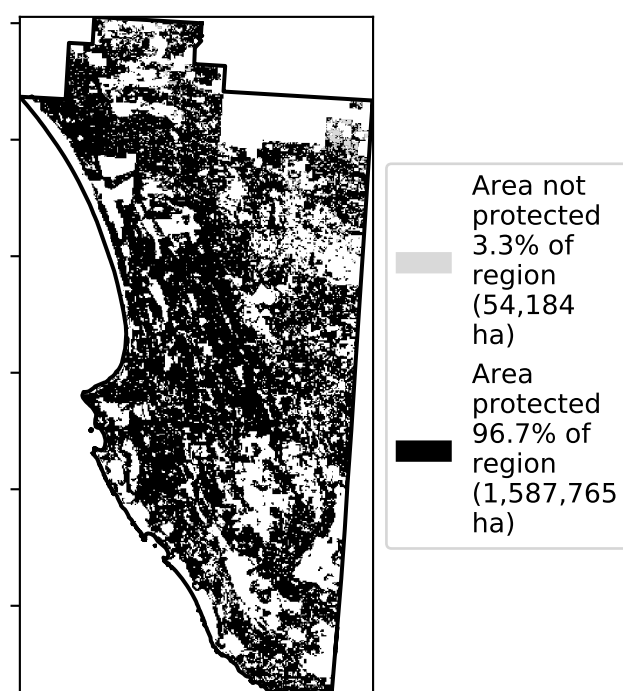 Area not
protected
3.3% of
region
(54,184
ha)
Area
protected
96.7% of
region
(1,587,765
ha)